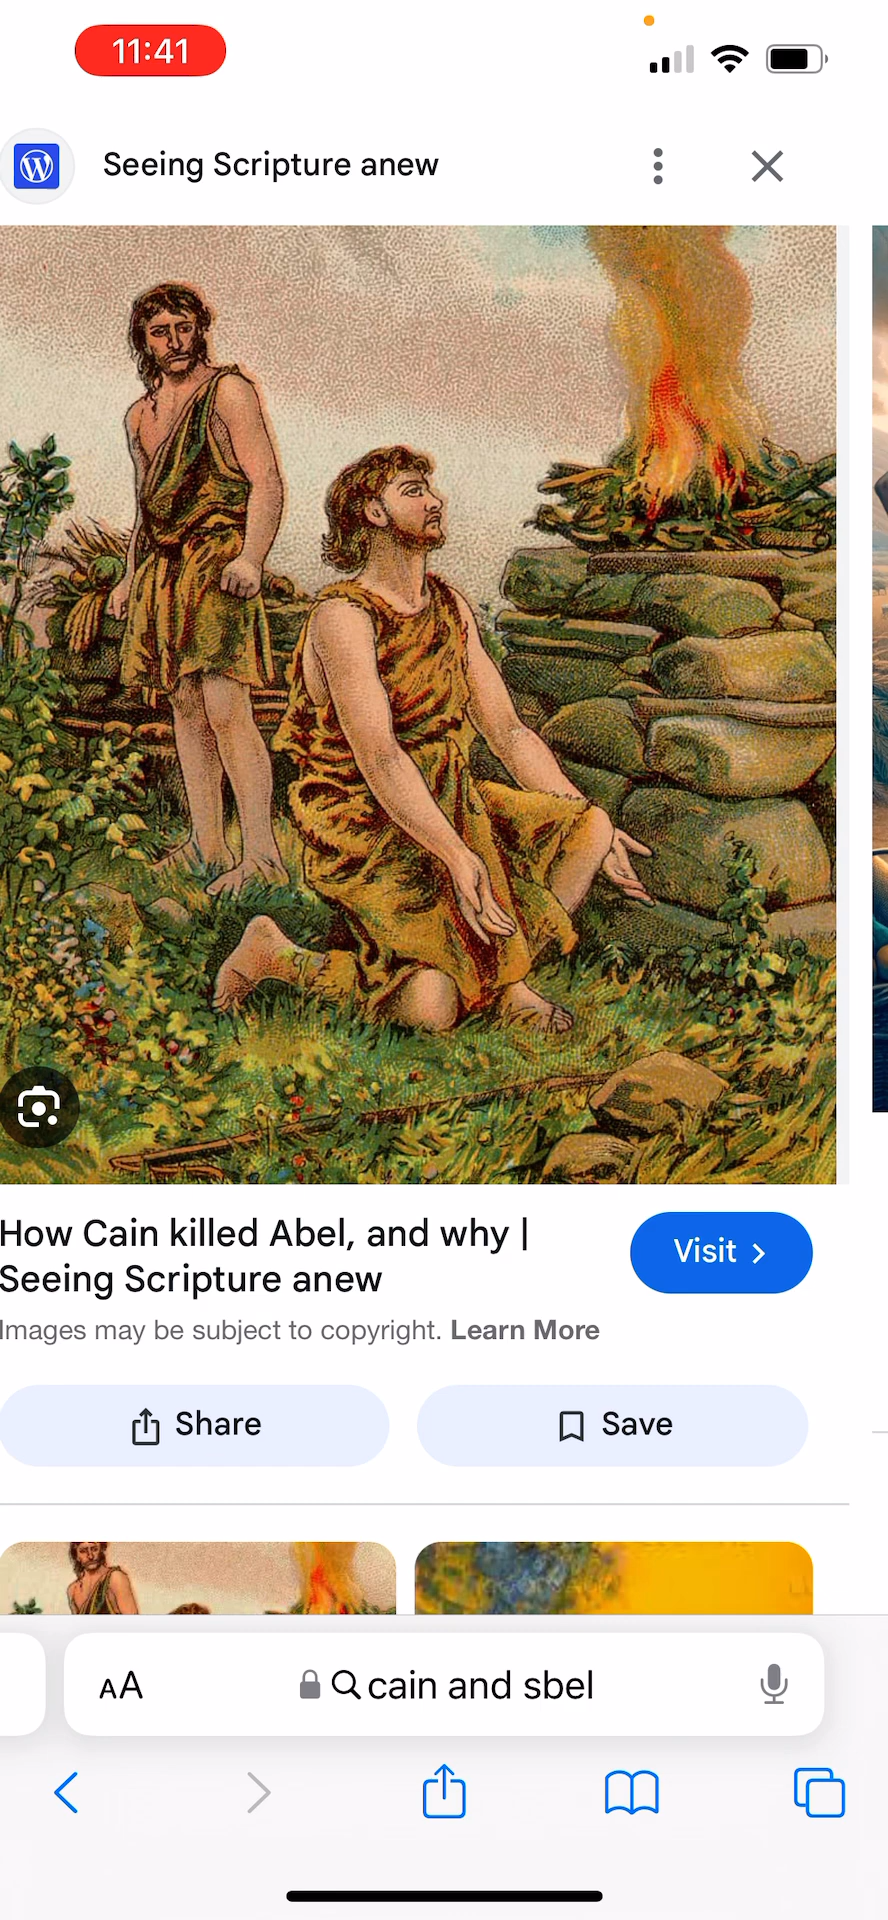 11:41
Seeing Scripture anew
How Cain killed Abel, and why |
Seeing Scripture anew
Visit
Images may be subject to copyright. Learn More
Share
Save
AA
cain and sbel